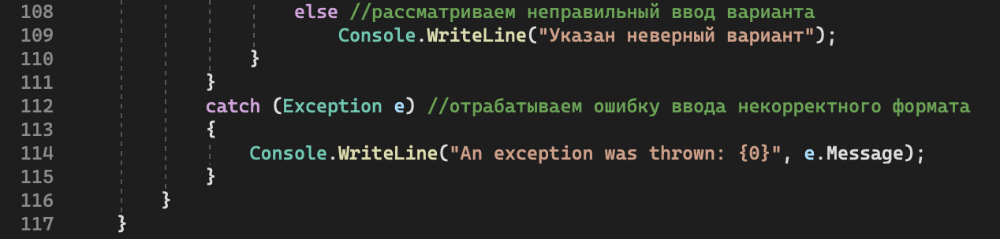 108 else //рассматриваем неправильный ввод варианта
109 Console.WriteLine("Указан неверный вариант");
110 }
111 }
112 catch (Exception e) //отрабатываем ошибку ввода некорректного формата
113 {
114 Console.WriteLine("An exception was thrown: {0}", e.Message);
115 }
116 }
117 }